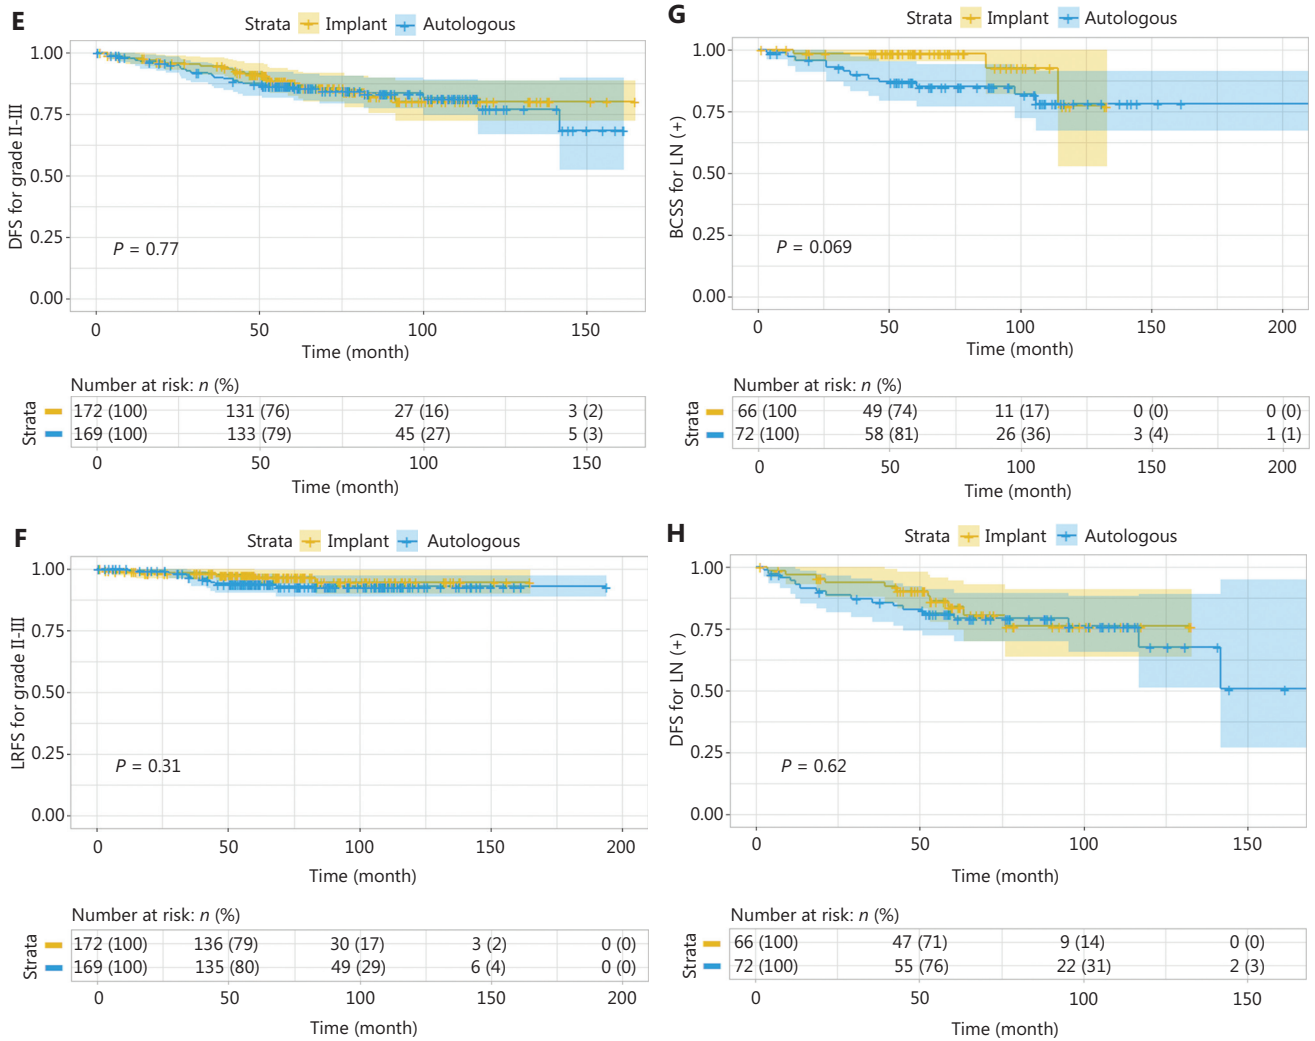 E
Strata Implant Autologous
DFS for grade II-III
1.00
0.75
0.50
0.25
0.00
P = 0.77
0 50 100 150
Time (month)
Number at risk: n (%)
Strata
172 (100) 131 (76) 27 (16) 3 (2)
169 (100) 133 (79) 45 (27) 5 (3)
0 50 100 150
Time (month)
G
Strata Implant Autologous
BCSS for LN (+)
1.00
0.75
0.50
0.25
0.00
P = 0.069
0 50 100 150 200
Time (month)
Number at risk: n (%)
Strata
66 (100 49 (74) 11 (17) 0 (0) 0 (0)
72 (100) 58 (81) 26 (36) 3 (4) 1 (1)
0 50 100 150 200
Time (month)
F
Strata Implant Autologous
LRFS for grade II-III
1.00
0.75
0.50
0.25
0.00
P = 0.31
0 50 100 150 200
Time (month)
Number at risk: n (%)
Strata
172 (100) 136 (79) 30 (17) 3 (2) 0 (0)
169 (100) 135 (80) 49 (29) 6 (4) 0 (0)
0 50 100 150 200
Time (month)
H
Strata Implant Autologous
DFS for LN (+)
1.00
0.75
0.50
0.25
0.00
P = 0.62
0 50 100 150
Time (month)
Number at risk: n (%)
Strata
66 (100) 47 (71) 9 (14) 0 (0)
72 (100) 55 (76) 22 (31) 2 (3)
0 50 100 150
Time (month)